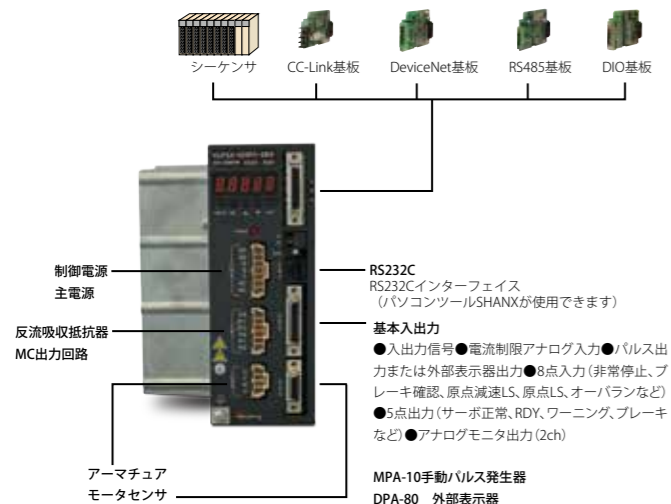 シーケンサ
CC-Link基板
DeviceNet基板
RS485基板
DIO基板
制御電源
主電源
反流吸収抵抗器
MC出力回路
アーマチュア
モータセンサ
RS232C
RS232Cインターフェイス
（パソコンツールSHANXが使用できます）
基本入出力
●入出力信号●電流制限アナログ入力●パルス出
力または外部表示器出力●8点入力（非常停止、ブ
レーキ確認、原点減速LS、原点LS、オーバランなど）
●5点出力（サーボ正常、RDY、ワーニング、ブレーキ
など）●アナログモニタ出力（2ch）
MPA-10手動パルス発生器
DPA-80　外部表示器